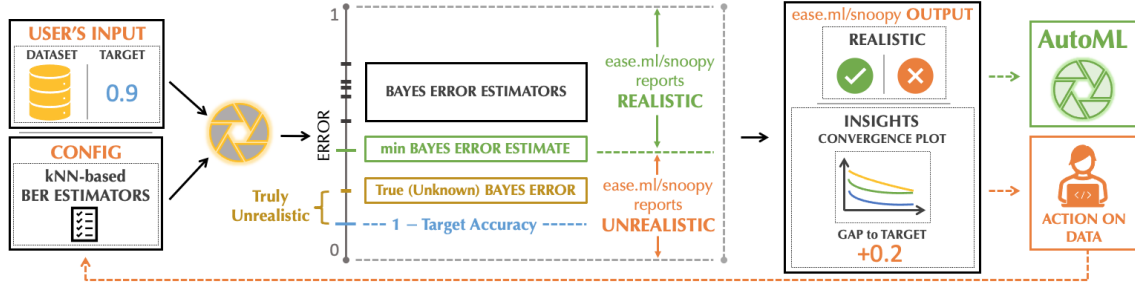 USER'S INPUT
DATASET
TARGET
0.9
CONFIG
kNN-based
BER ESTIMATORS
1
ERROR
0
BAYES ERROR ESTIMATORS
min BAYES ERROR ESTIMATE
True (Unknown) BAYES ERROR
1 – Target Accuracy
Truly
Unrealistic
ease.ml/snoopy
reports
REALISTIC
ease.ml/snoopy
reports
UNREALISTIC
ease.ml/snoopy OUTPUT
REALISTIC
INSIGHTS
CONVERGENCE PLOT
GAP to TARGET
+0.2
AutoML
</>
ACTION ON
DATA